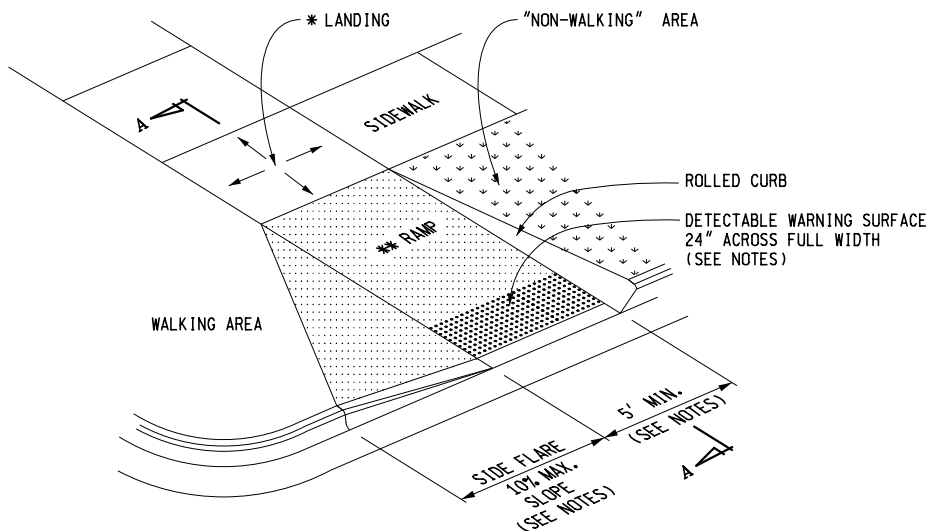 * LANDING
"NON-WALKING" AREA
A
SIDEWALK
ROLLED CURB
** RAMP
DETECTABLE WARNING SURFACE
24" ACROSS FULL WIDTH
(SEE NOTES)
WALKING AREA
5' MIN.
(SEE NOTES)
SIDE FLARE
10% MAX.
SLOPE
(SEE NOTES)
A